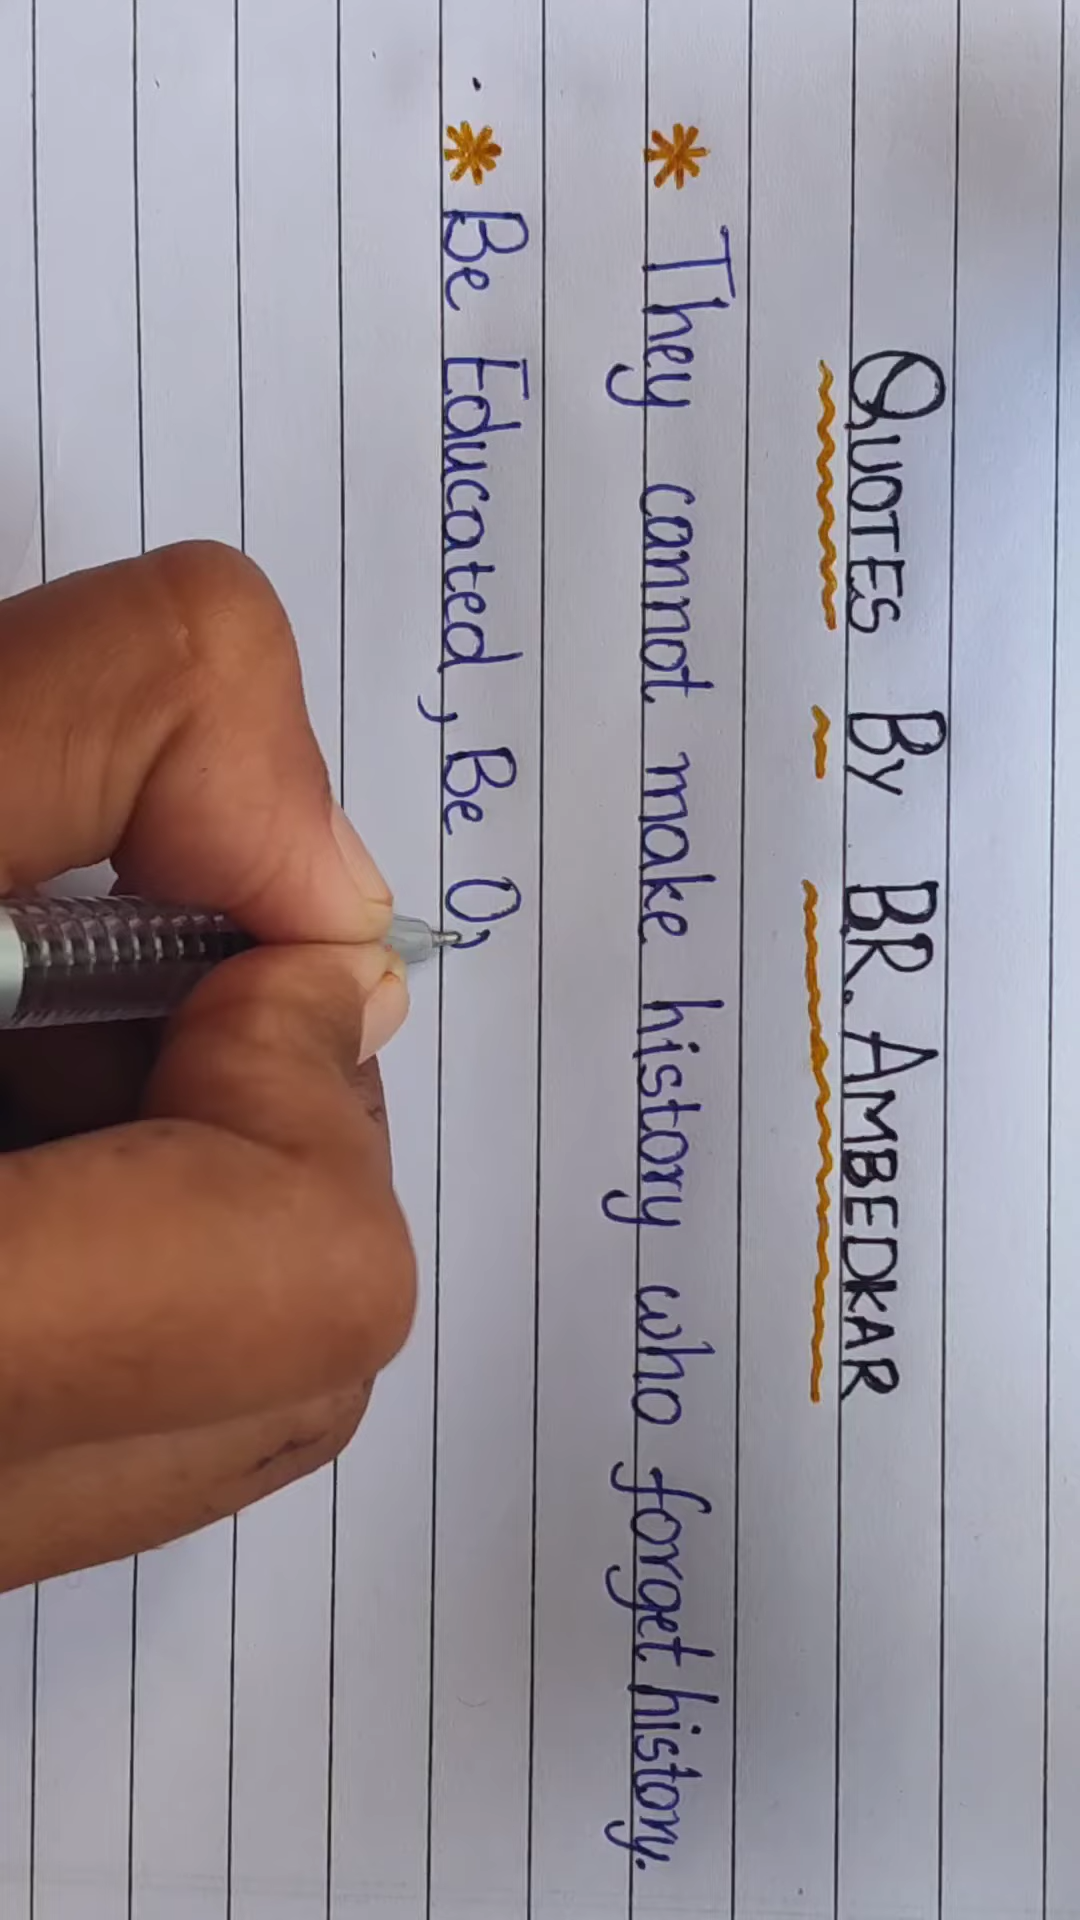 QUOTES BY BR. AMBEDKAR
* They cannot make history who forget history.
* Be Educated, Be O